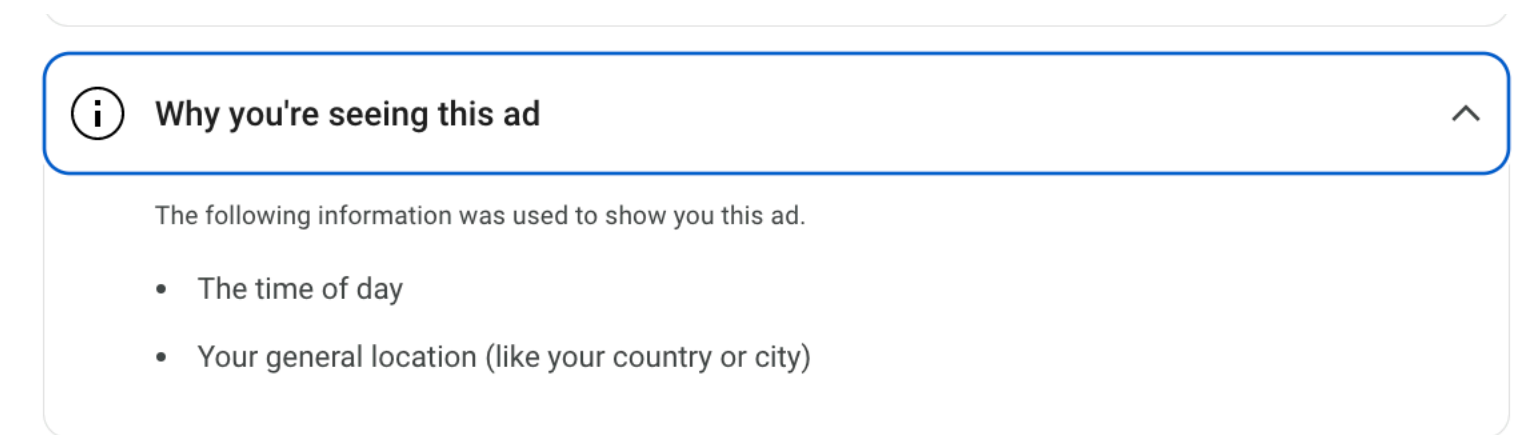 Why you're seeing this ad
The following information was used to show you this ad.
• The time of day
• Your general location (like your country or city)